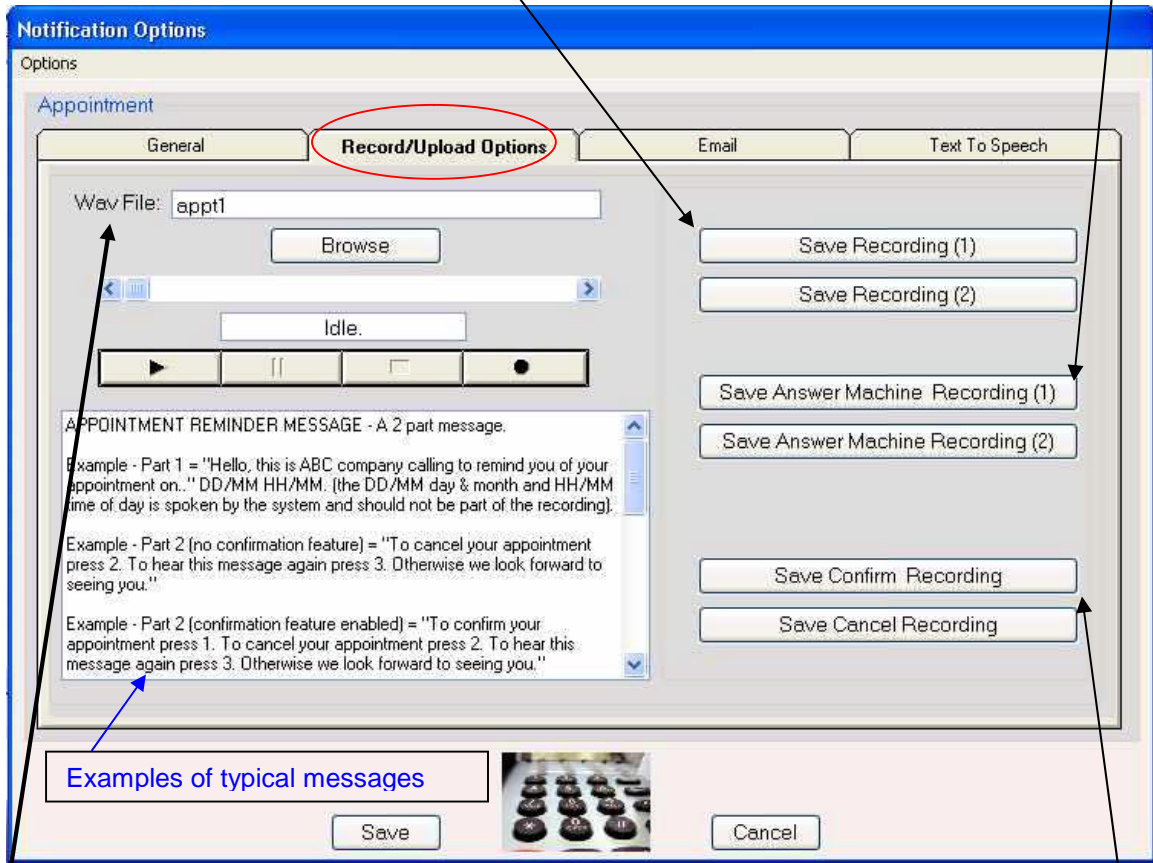 Notification Options
Options
Appointment
General
Record/Upload Options
Email
Text To Speech
Wav File: appt1
Browse
Idle.
APPOINTMENT REMINDER MESSAGE - A 2 part message.
Example - Part 1 = "Hello, this is ABC company calling to remind you of your
appointment on.." DD/MM HH/MM. (the DD/MM day & month and HH/MM
time of day is spoken by the system and should not be part of the recording).
Example - Part 2 (no confirmation feature) = "To cancel your appointment
press 2. To hear this message again press 3. Otherwise we look forward to
seeing you."
Example - Part 2 (confirmation feature enabled) = "To confirm your
appointment press 1. To cancel your appointment press 2. To hear this
message again press 3. Otherwise we look forward to seeing you."
Save Recording (1)
Save Recording (2)
Save Answer Machine Recording (1)
Save Answer Machine Recording (2)
Save Confirm Recording
Save Cancel Recording
Examples of typical messages
Save
Cancel